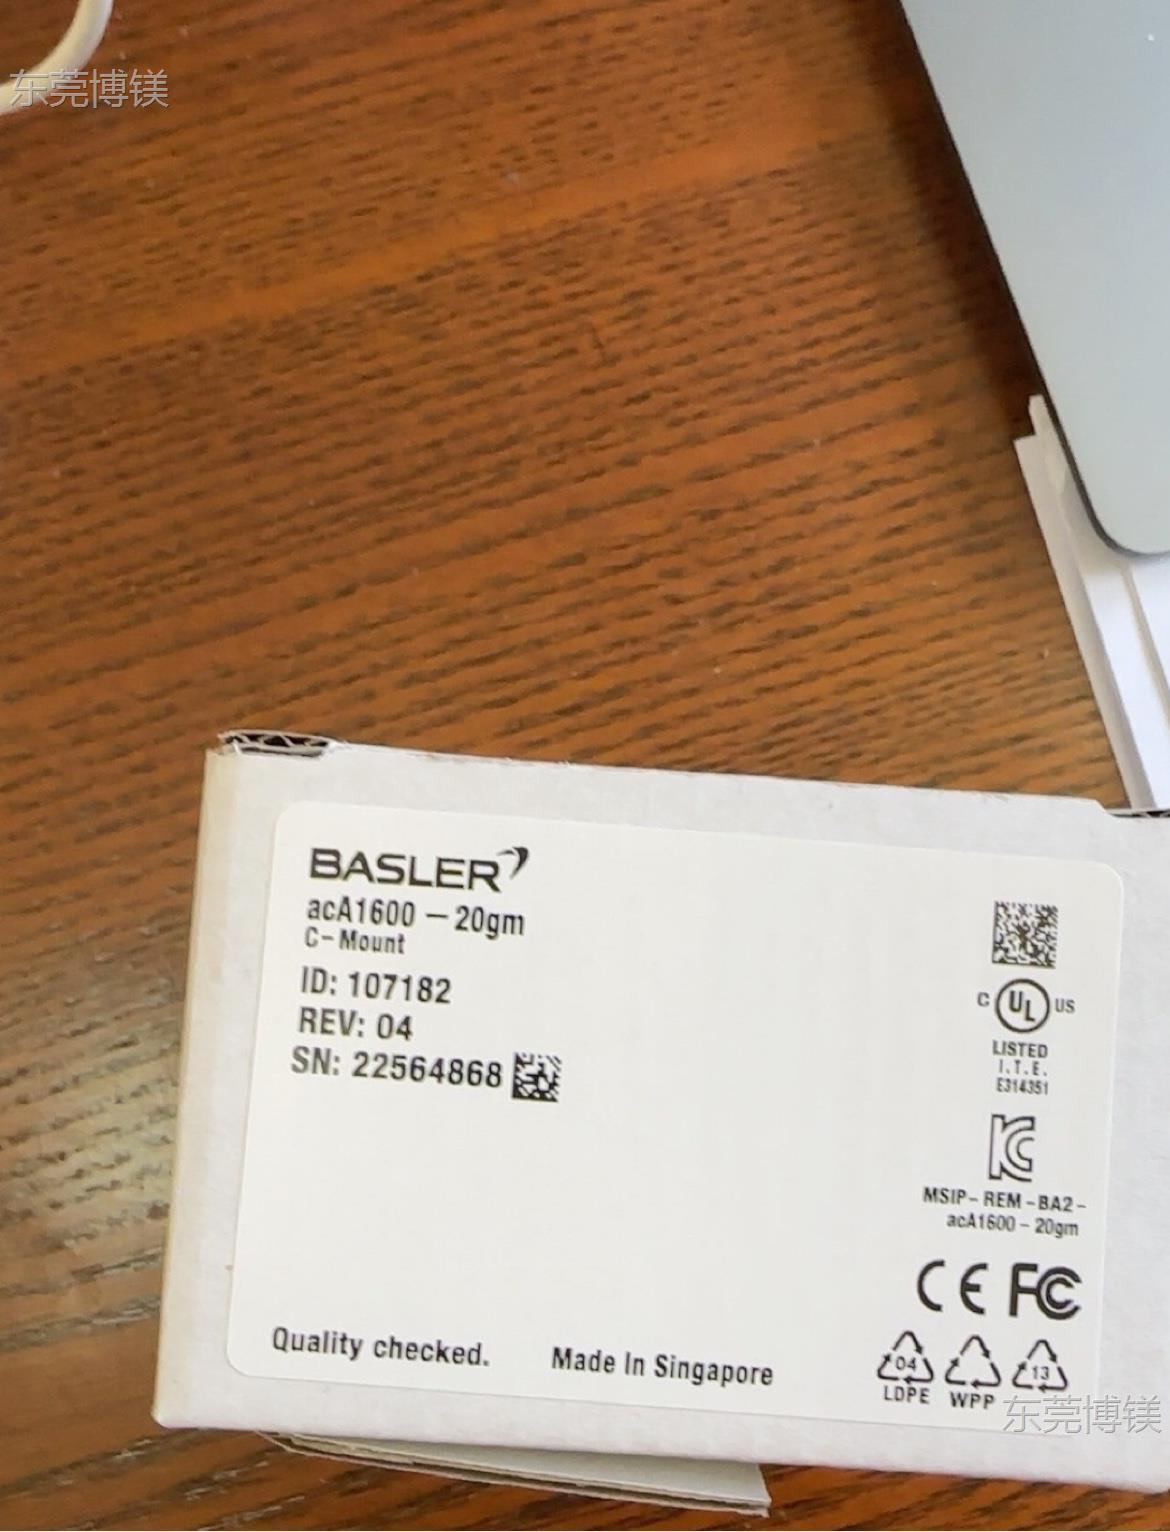 东莞博镁
BASLER
acA1600-20gm
C-Mount
ID: 107182
REV: 04
SN: 22564868
C UL US
LISTED
I.T.E.
E314351
KC
MSIP-REM-BA2-
acA1600-20gm
CE FC
04 13
LDPE WPP
Quality checked. Made In Singapore
东莞博镁